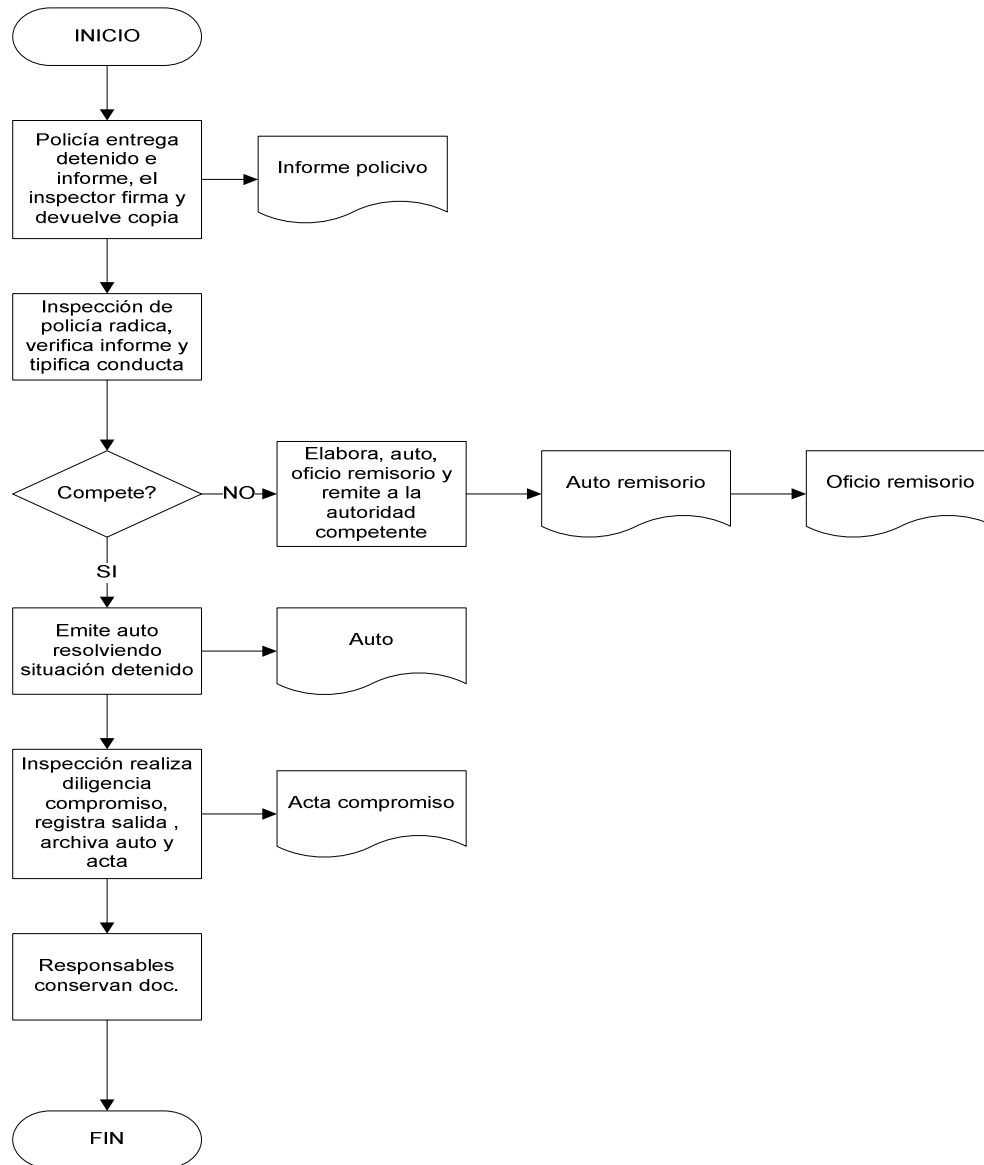 INICIO
Policía entrega
detenido e
informe, el
inspector firma y
devuelve copia
Informe policivo
Inspección de
policía radica,
verifica informe y
tipifica conducta
Compete?
NO
Elabora, auto,
oficio remisorio y
remite a la
autoridad
competente
Auto remisorio
Oficio remisorio
SI
Emite auto
resolviendo
situación detenido
Auto
Inspección realiza
diligencia
compromiso,
registra salida ,
archiva auto y
acta
Acta compromiso
Responsables
conservan doc.
FIN